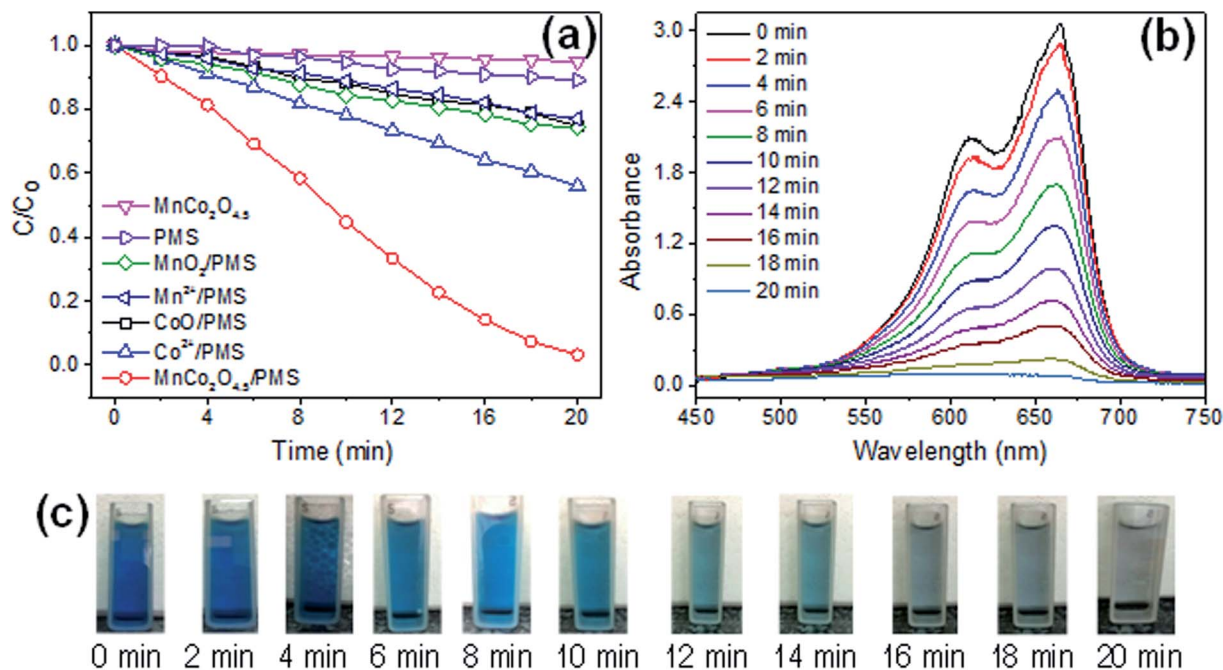 (a)
1.0
0.8
0.6
0.4
0.2
0.0
C/C₀
MnCo₂O₄.₅
PMS
MnO₂/PMS
Mn²⁺/PMS
CoO/PMS
Co²⁺/PMS
MnCo₂O₄.₅/PMS
0 4 8 12 16 20
Time (min)
(b)
3.0
2.4
1.8
1.2
0.6
0.0
Absorbance
0 min
2 min
4 min
6 min
8 min
10 min
12 min
14 min
16 min
18 min
20 min
450 500 550 600 650 700 750
Wavelength (nm)
(c)
0 min 2 min 4 min 6 min 8 min 10 min 12 min 14 min 16 min 18 min 20 min